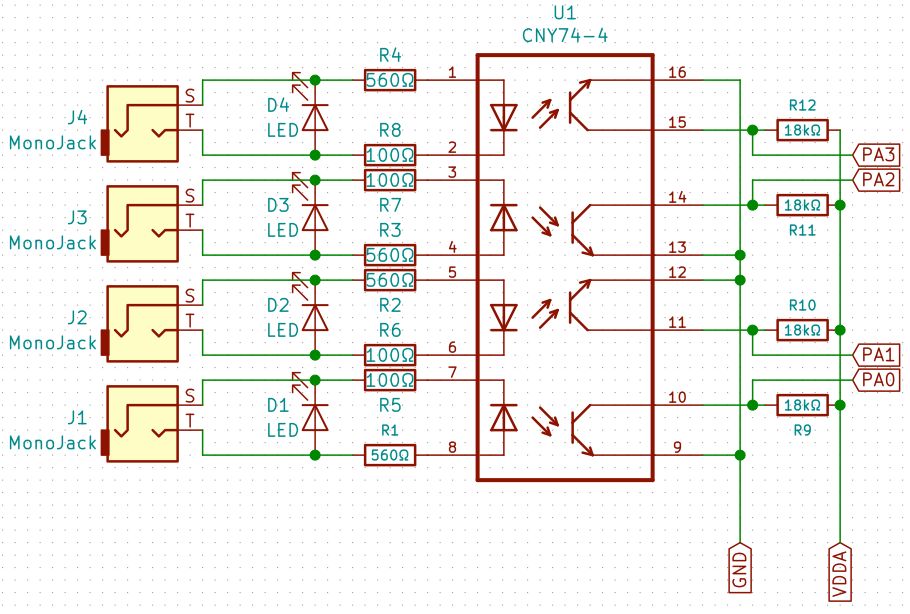 U1
CNY74-4
R4
560Ω
1
16
J4
MonoJack
S
T
D4
LED
R12
18kΩ
15
R8
100Ω
2
PA3
3
100Ω
PA2
J3
MonoJack
S
T
D3
LED
R7
14
18kΩ
R11
R3
560Ω
4
13
5
560Ω
12
J2
MonoJack
S
T
D2
LED
R2
R10
18kΩ
11
R6
100Ω
6
PA1
7
100Ω
PA0
J1
MonoJack
S
T
D1
LED
R5
10
18kΩ
R9
R1
560Ω
8
9
GND
VDDA